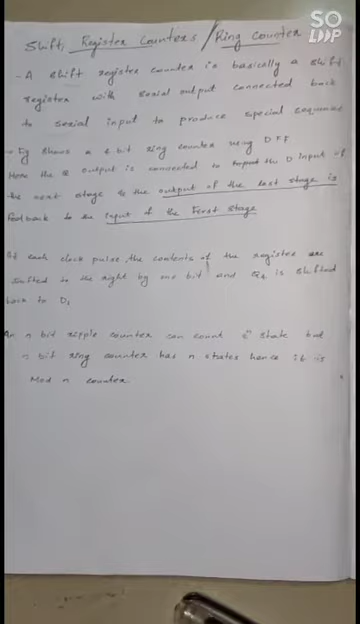 SO
LOOP
Shift Register Counters / Ring Counter
- A shift register counter is basically a shift
register with serial output connected back
to serial input to produce special sequences
- Fig shows a 4 bit ring counter using D FF
Here the Q output is connected to the D input of
the next stage & the output of the last stage is
feedback to the input of the first stage
At each clock pulse, the contents of the register are
shifted to the right by one bit and Q4 is shifted
back to D1
An n bit ripple counter can count 2ⁿ state but
n bit ring counter has n states hence it is
Mod n counter.